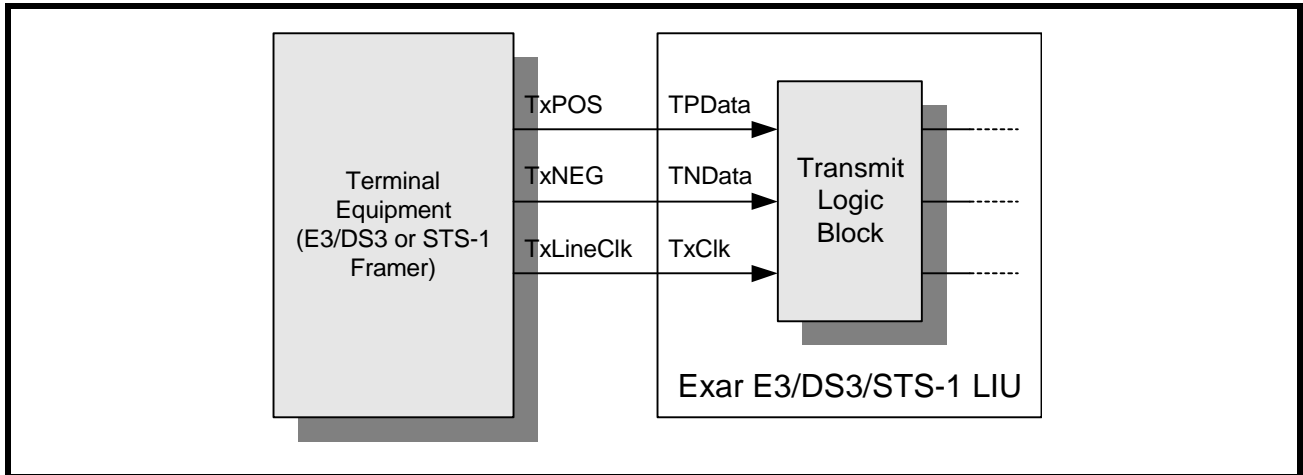 TxPOS
TPData
TxNEG
TNData
TxLineClk
TxClk
Terminal
Equipment
(E3/DS3 or STS-1
Framer)
Transmit
Logic
Block
Exar E3/DS3/STS-1 LIU